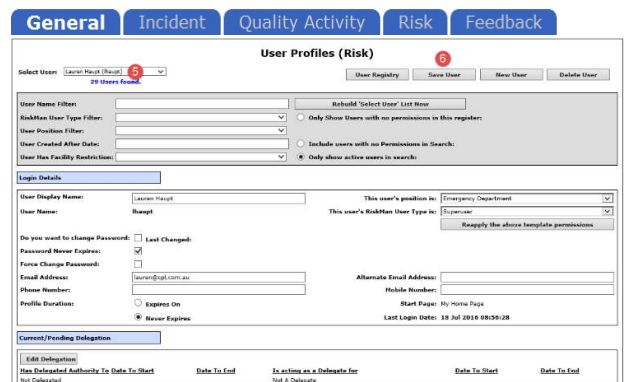 General Incident Quality Activity Risk Feedback
User Profiles (Risk)
6
Select User: Lauren Haupt (lhaupt) 5 User Registry Save User New User Delete User
29 Users found.
User Name Filter: Rebuild 'Select User' List Now
RiskMan User Type Filter: Only Show Users with no permissions in this register:
User Position Filter:
User Created After Date: Include users with no Permissions in Search:
User Has Facility Restriction: Only show active users in search:
Login Details
User Display Name: Lauren Haupt This user's position is: Emergency Department
User Name: lhaupt This user's RiskMan User Type is: Superuser
Reapply the above template permissions
Do you want to change Password: Last Changed:
Password Never Expires:
Force Change Password:
Email Address: lauren@cpl.com.au Alternate Email Address:
Phone Number: Mobile Number:
Profile Duration: Expires On Start Page: My Home Page
Never Expires Last Login Date: 18 Jul 2016 08:56:28
Current/Pending Delegation
Edit Delegation
Has Delegated Authority To Date To Start Date To End Is acting as a Delegate for Date To Start Date To End
Not Delegated Not A Delegate